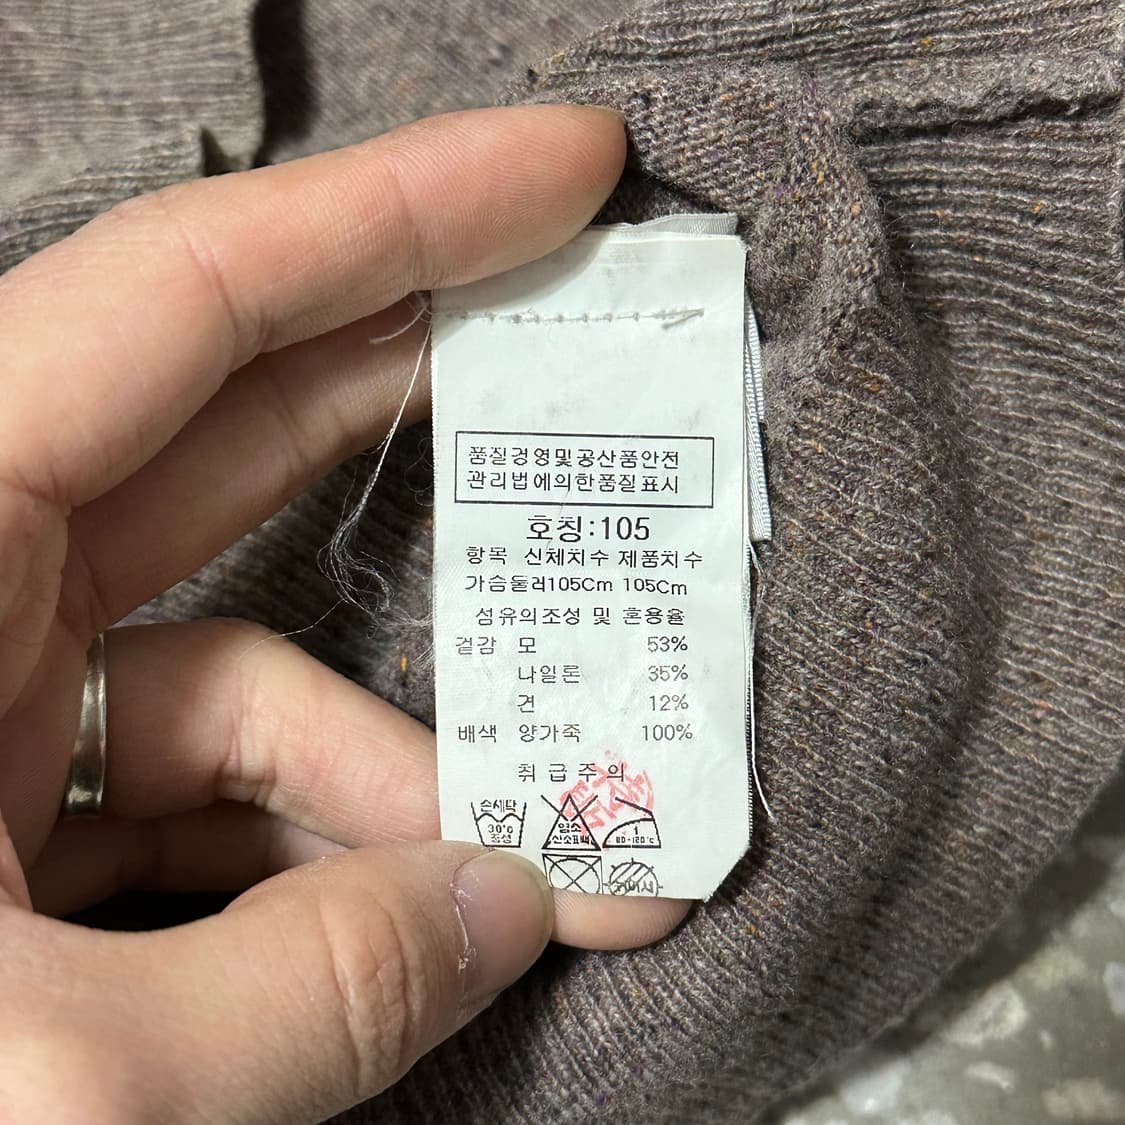 품질경영및공산품안전
관리법에의한품질표시
호칭:105
항목 신체치수 제품치수
가슴둘러105Cm 105Cm
섬유의조성 및 혼용율
겉감 모 53%
나일론 35%
견 12%
배색 양가죽 100%
취급주의
손세탁
30°C
중성
염소
산소표백
1
80-120°C